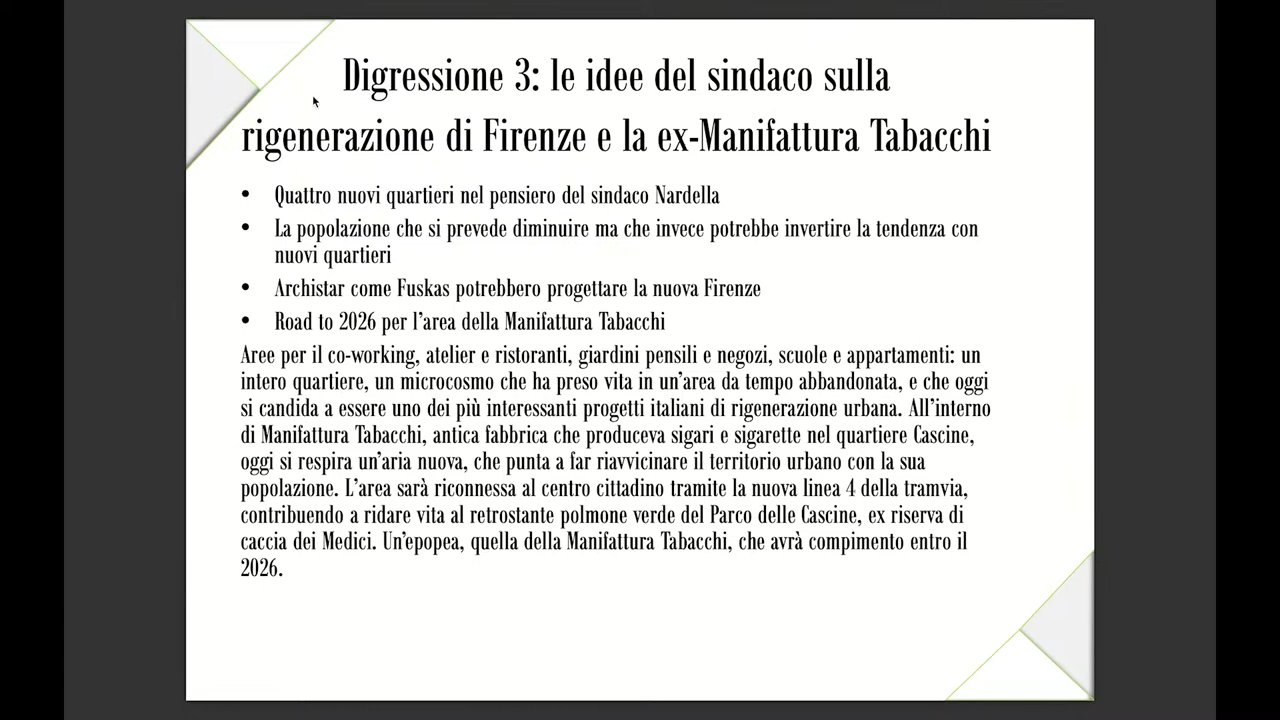 Digressione 3: le idee del sindaco sulla
rigenerazione di Firenze e la ex-Manifattura Tabacchi
• Quattro nuovi quartieri nel pensiero del sindaco Nardella
• La popolazione che si prevede diminuire ma che invece potrebbe invertire la tendenza con
nuovi quartieri
• Archistar come Fuskas potrebbero progettare la nuova Firenze
• Road to 2026 per l’area della Manifattura Tabacchi
Aree per il co-working, atelier e ristoranti, giardini pensili e negozi, scuole e appartamenti: un
intero quartiere, un microcosmo che ha preso vita in un’area da tempo abbandonata, e che oggi
si candida a essere uno dei più interessanti progetti italiani di rigenerazione urbana. All’interno
di Manifattura Tabacchi, antica fabbrica che produceva sigari e sigarette nel quartiere Cascine,
oggi si respira un’aria nuova, che punta a far riavvicinare il territorio urbano con la sua
popolazione. L’area sarà riconnessa al centro cittadino tramite la nuova linea 4 della tramvia,
contribuendo a ridare vita al retrostante polmone verde del Parco delle Cascine, ex riserva di
caccia dei Medici. Un’epopea, quella della Manifattura Tabacchi, che avrà compimento entro il
2026.